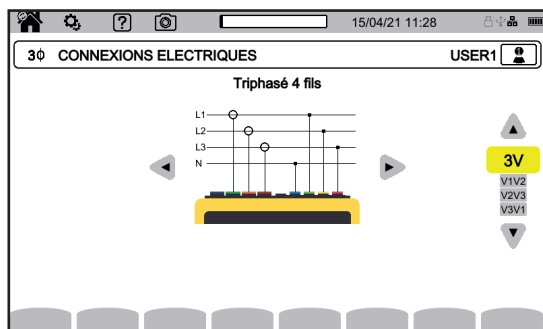 ? 15/04/21 11:28
3Φ CONNEXIONS ELECTRIQUES USER1
Triphasé 4 fils
L1
L2
L3
N
3V
V1V2
V2V3
V3V1